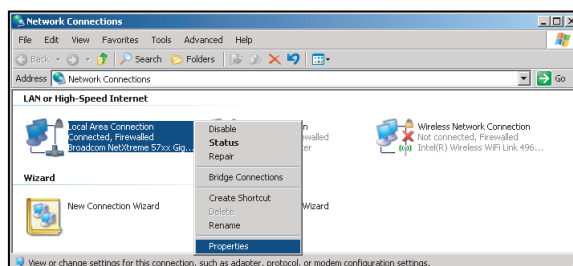 Network Connections
File Edit View Favorites Tools Advanced Help
Back Search Folders
Address Network Connections Go
LAN or High-Speed Internet
Local Area Connection
Connected, Firewalled
Broadcom NetXtreme 57xx Gig...
Wireless Network Connection
Not connected, Firewalled
Intel(R) Wireless WiFi Link 496...
Disable
Status
Repair
Bridge Connections
Create Shortcut
Delete
Rename
Properties
Wizard
New Connection Wizard
Wizard
View or change settings for this connection, such as adapter, protocol, or modem configuration settings.